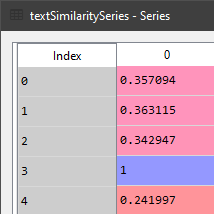 textSimilaritySeries - Series
Index 0
0 0.357094
1 0.363115
2 0.342947
3 1
4 0.241997